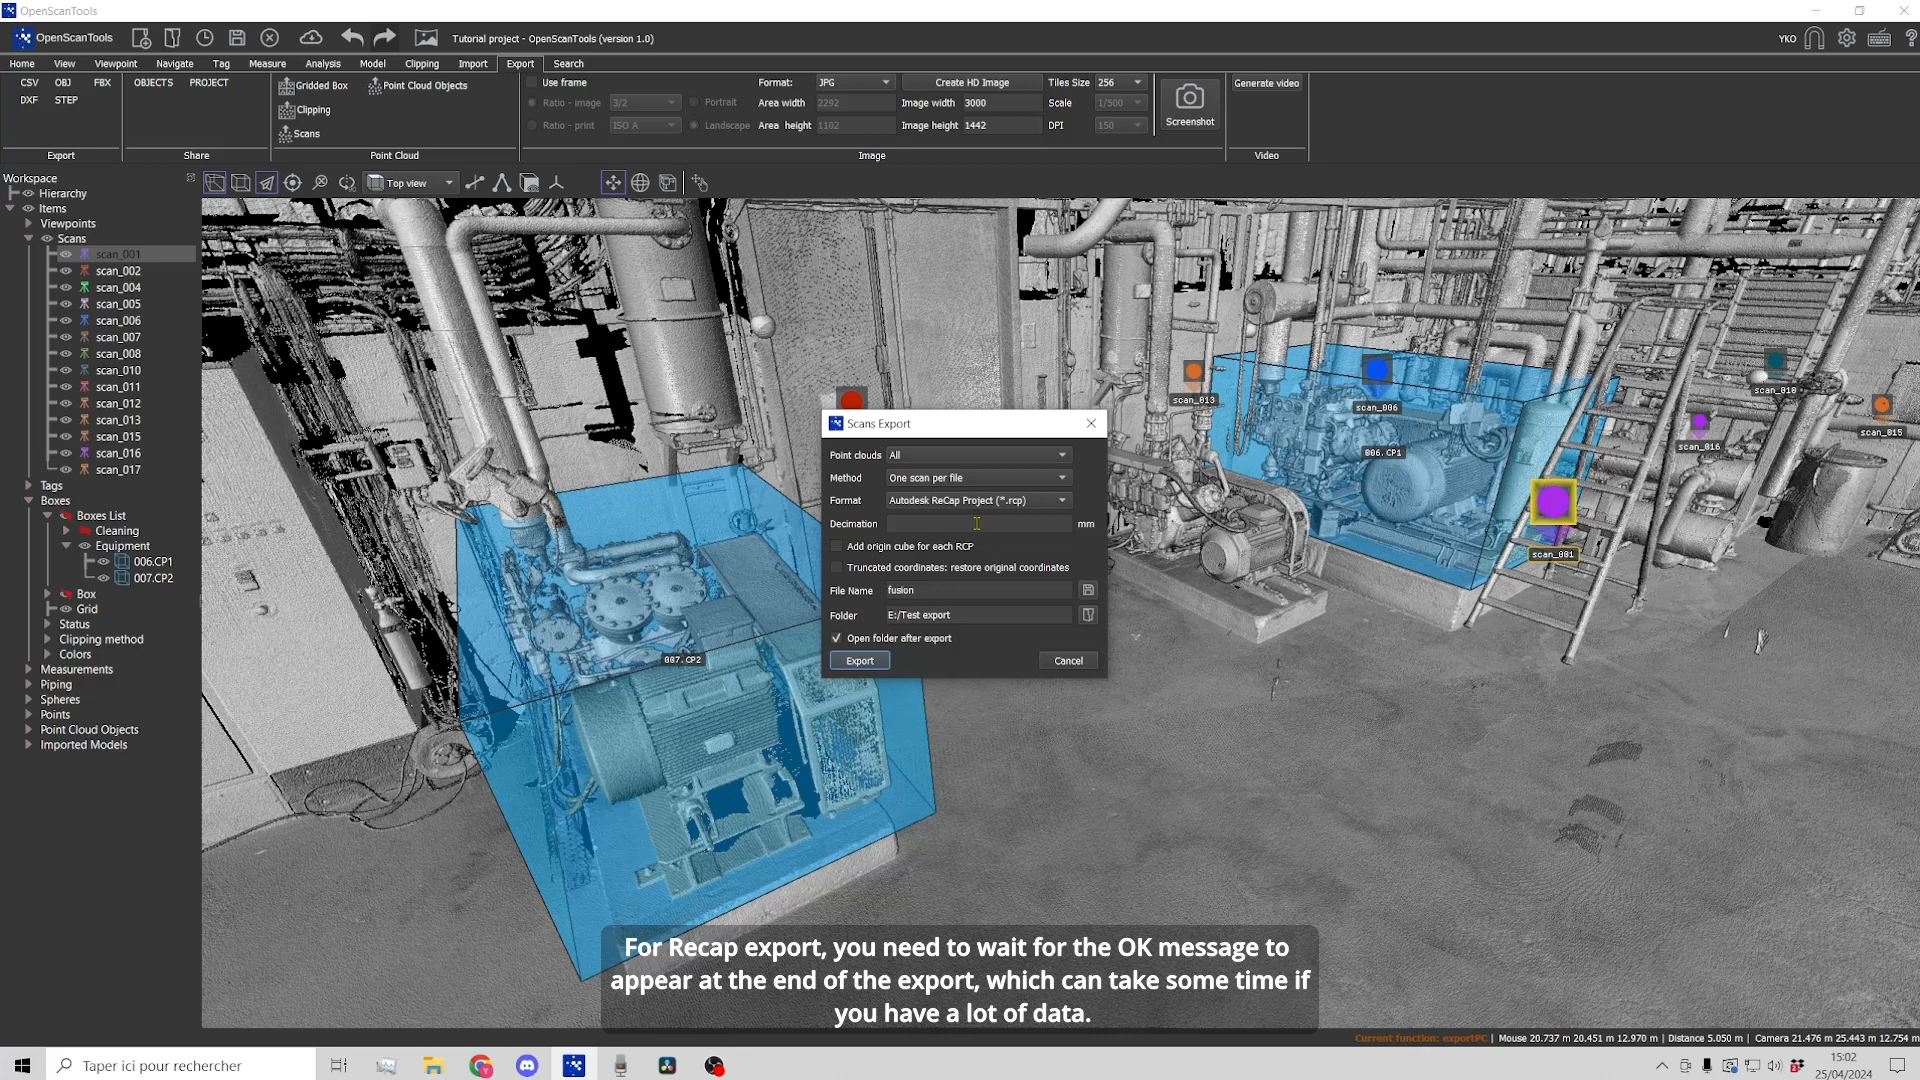 OpenScanTools
OpenScanTools
Tutorial project - OpenScanTools (version 1.0)
YKO
Home View Viewpoint Navigate Tag Measure Analysis Model Clipping Import Export Search
CSV OBJ FBX
DXF STEP
Export
OBJECTS PROJECT
Share
Gridded Box Point Cloud Objects
Clipping
Scans
Point Cloud
Use frame Format: JPG Create HD Image Tiles Size 256
Ratio - image 3/2 Portrait Area width 2292 Image width 3000 Scale 1/500
Ratio - print ISO A Landscape Area height 1102 Image height 1442 DPI 150
Image
Screenshot
Generate video
Video
Top view
Workspace
Hierarchy
Items
Viewpoints
Scans
scan_001
scan_002
scan_004
scan_005
scan_006
scan_007
scan_008
scan_010
scan_011
scan_012
scan_013
scan_015
scan_016
scan_017
Tags
Boxes
Boxes List
Cleaning
Equipment
006.CP1
007.CP2
Box
Grid
Status
Clipping method
Colors
Measurements
Piping
Spheres
Points
Point Cloud Objects
Imported Models
scan_013
scan_006
scan_010
scan_015
scan_016
006.CP1
scan_001
007.CP2
Scans Export
Point clouds All
Method One scan per file
Format Autodesk ReCap Project (*.rcp)
Decimation mm
Add origin cube for each RCP
Truncated coordinates: restore original coordinates
File Name fusion
Folder E:/Test export
Open folder after export
Export Cancel
For Recap export, you need to wait for the OK message to
appear at the end of the export, which can take some time if
you have a lot of data.
Current function: exportPC | Mouse 20.737 m 20.451 m 12.970 m | Distance 5.050 m | Camera 21.476 m 25.443 m 12.754 m
Taper ici pour rechercher
15:02
25/04/2024